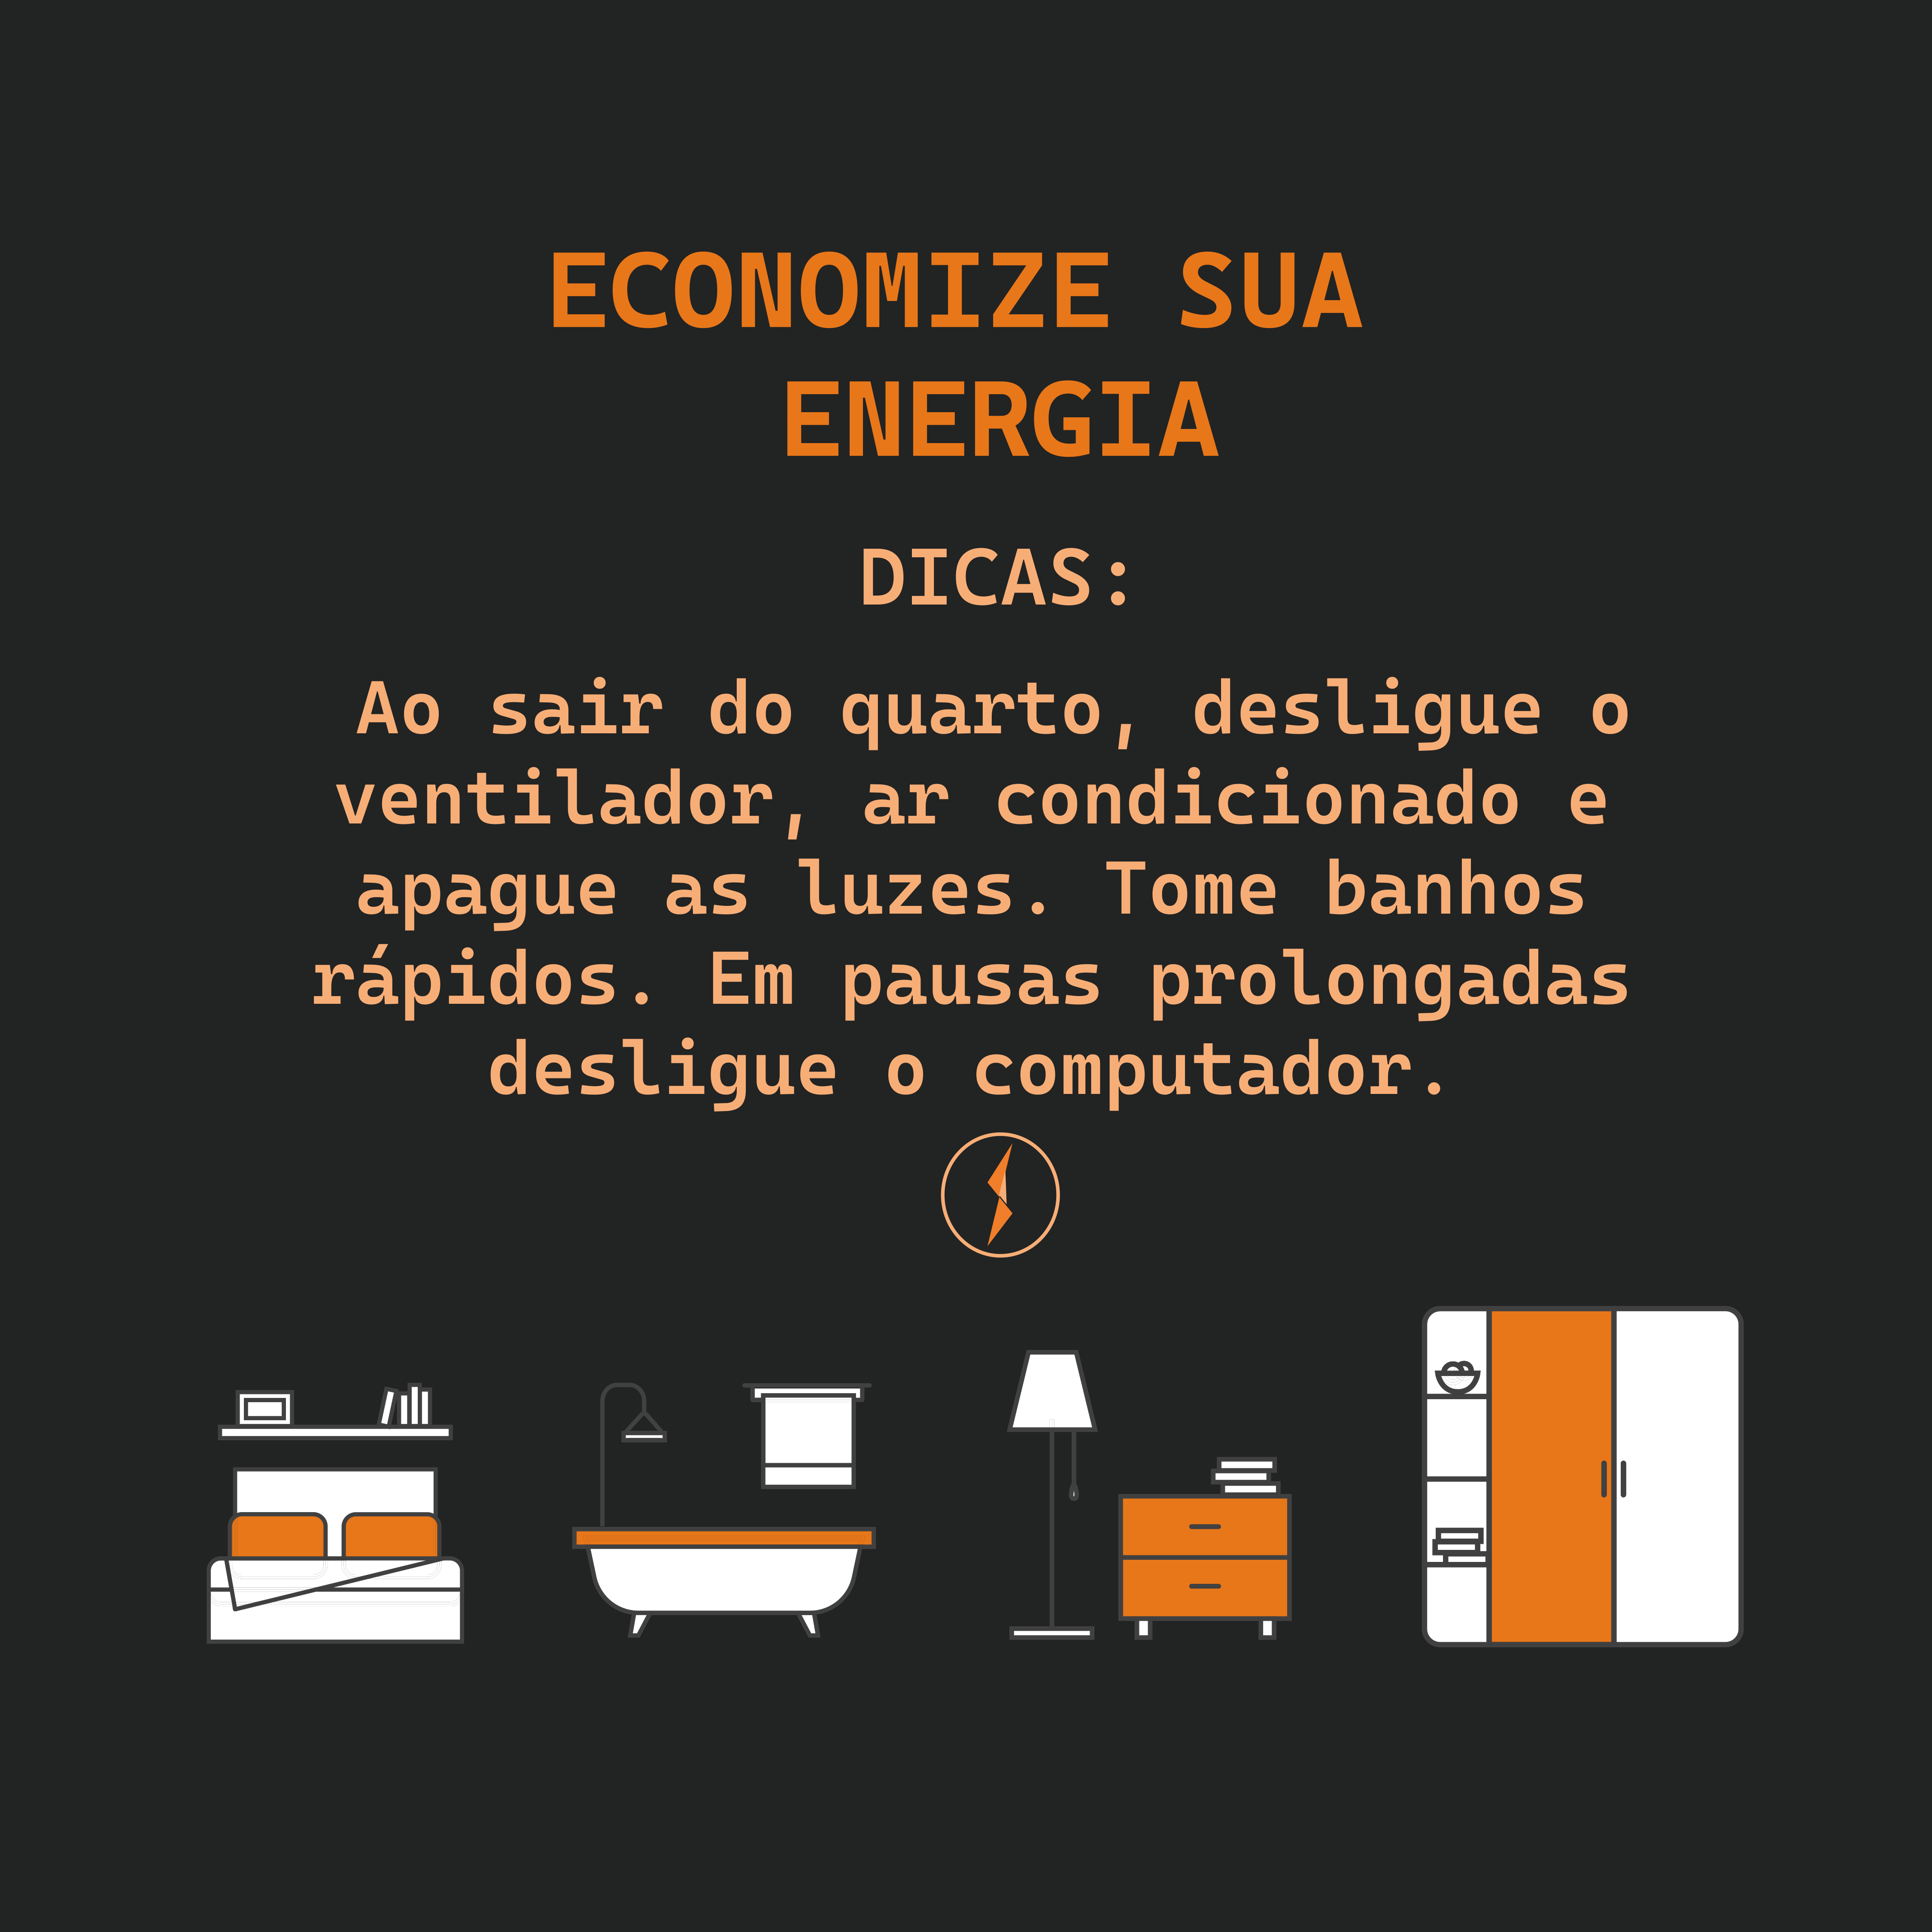 ECONOMIZE SUA
ENERGIA
DICAS:
Ao sair do quarto, desligue o
ventilador, ar condicionado e
apague as luzes. Tome banhos
rápidos. Em pausas prolongadas
desligue o computador.